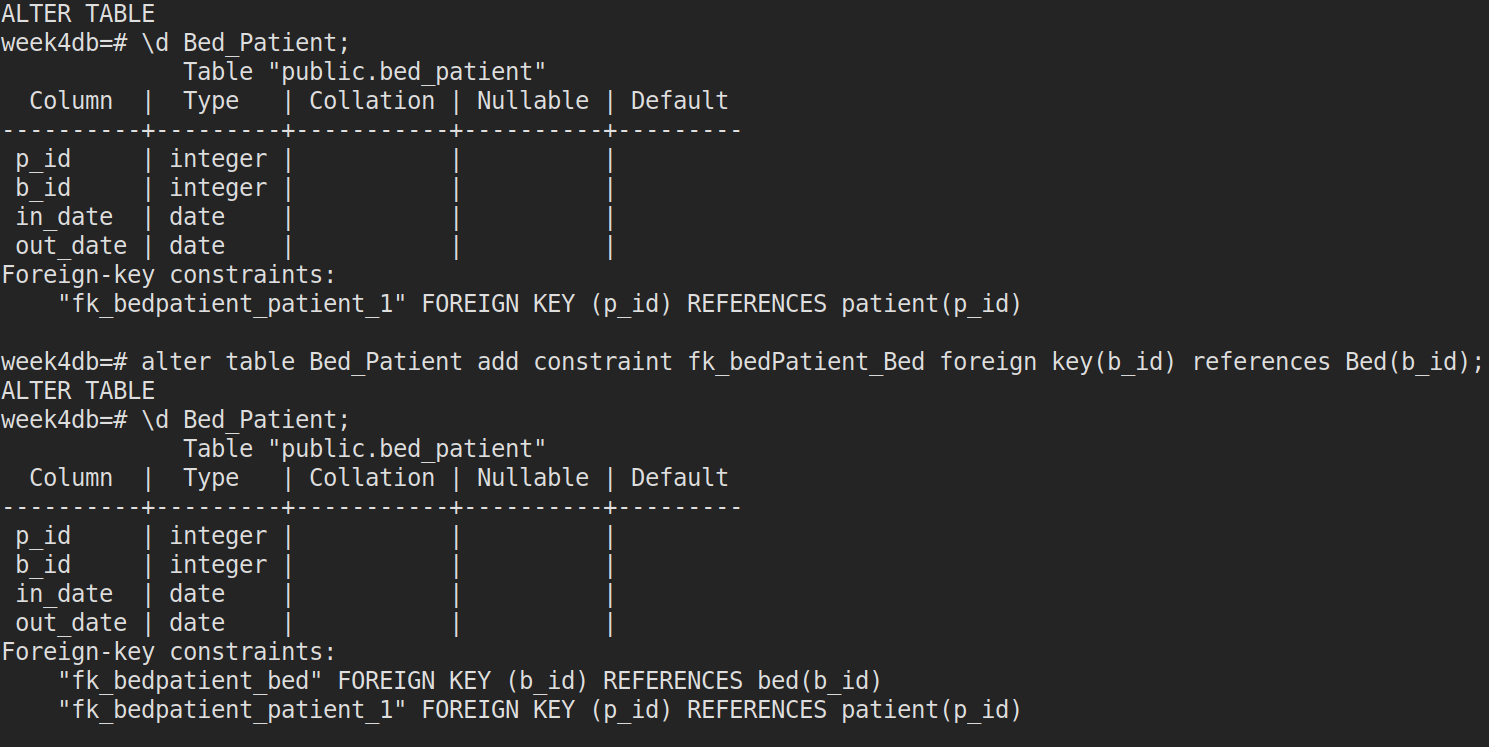 ALTER TABLE
week4db=# \d Bed_Patient;
             Table "public.bed_patient"
  Column  |  Type   | Collation | Nullable | Default
----------+---------+-----------+----------+---------
 p_id     | integer |           |          |
 b_id     | integer |           |          |
 in_date  | date    |           |          |
 out_date | date    |           |          |
Foreign-key constraints:
    "fk_bedpatient_patient_1" FOREIGN KEY (p_id) REFERENCES patient(p_id)

week4db=# alter table Bed_Patient add constraint fk_bedPatient_Bed foreign key(b_id) references Bed(b_id);
ALTER TABLE
week4db=# \d Bed_Patient;
             Table "public.bed_patient"
  Column  |  Type   | Collation | Nullable | Default
----------+---------+-----------+----------+---------
 p_id     | integer |           |          |
 b_id     | integer |           |          |
 in_date  | date    |           |          |
 out_date | date    |           |          |
Foreign-key constraints:
    "fk_bedpatient_bed" FOREIGN KEY (b_id) REFERENCES bed(b_id)
    "fk_bedpatient_patient_1" FOREIGN KEY (p_id) REFERENCES patient(p_id)